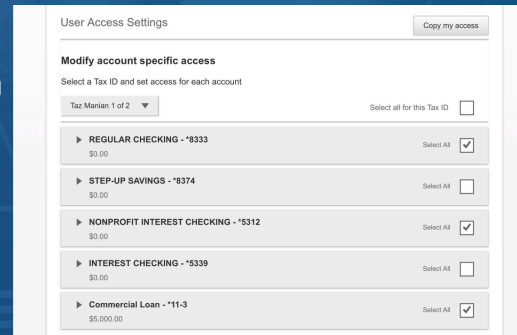 User Access Settings
Copy my access
Modify account specific access
Select a Tax ID and set access for each account
Taz Manian 1 of 2
Select all for this Tax ID
REGULAR CHECKING - *8333
Select All
$0.00
STEP-UP SAVINGS - *8374
Select All
$0.00
NONPROFIT INTEREST CHECKING - *5312
Select All
$0.00
INTEREST CHECKING - *5339
Select All
$0.00
Commercial Loan - *11-3
Select All
$5,000.00